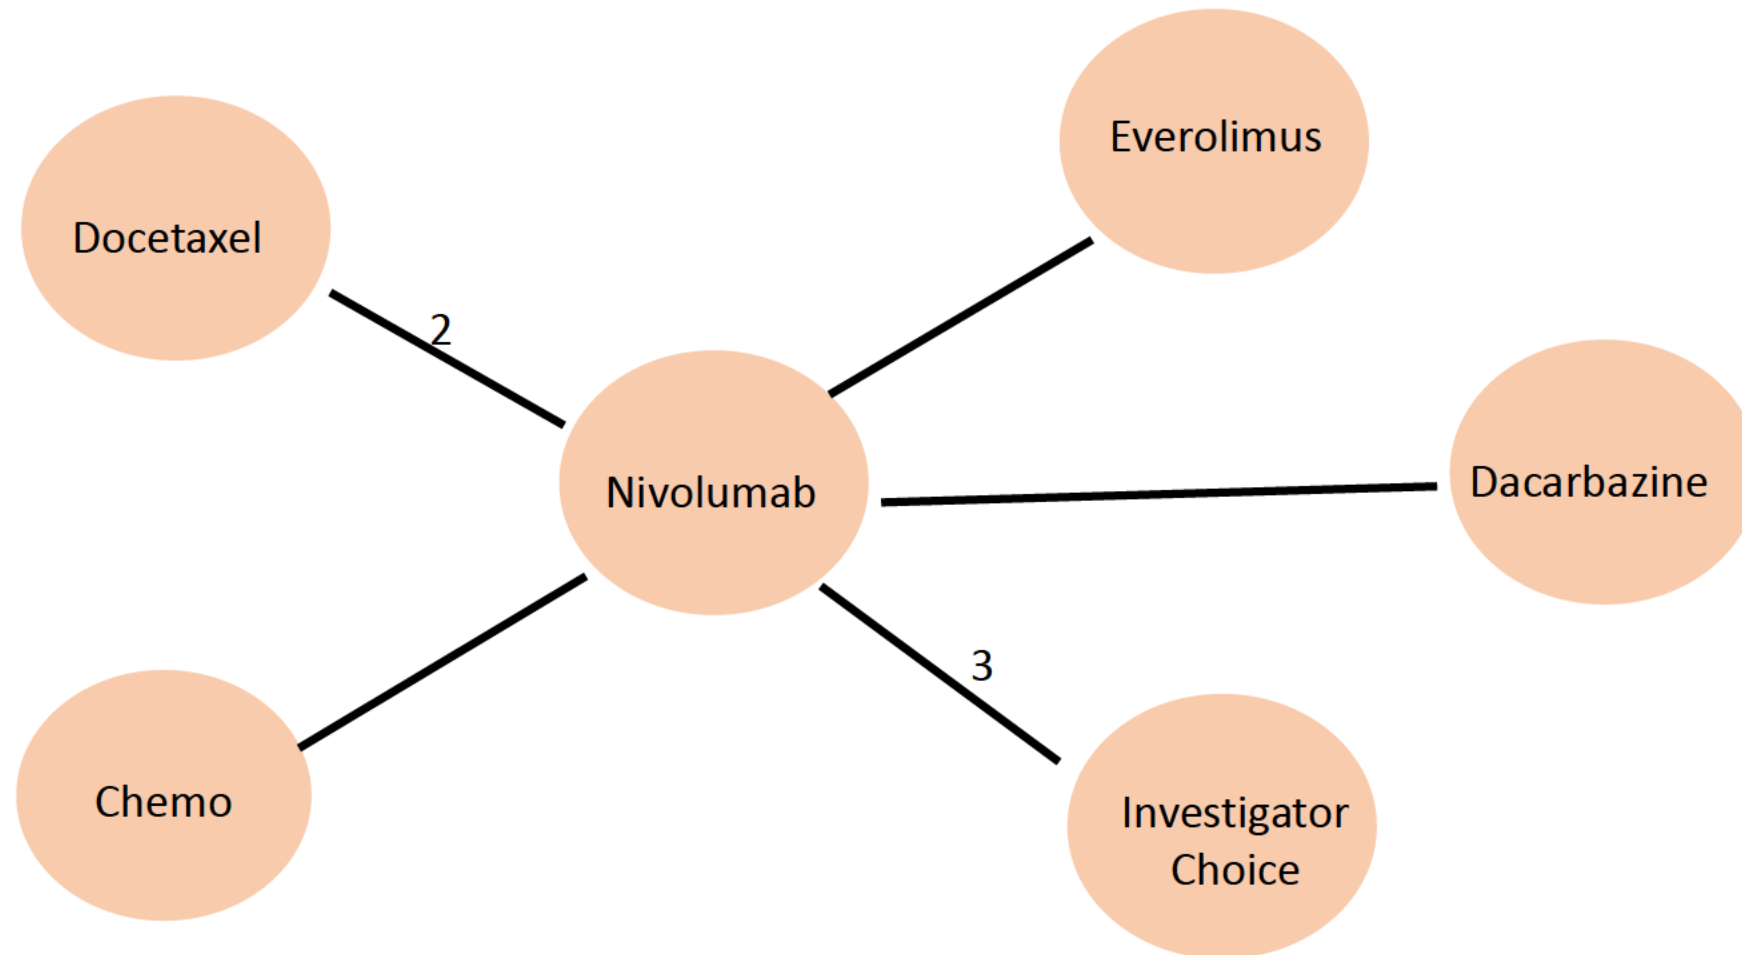 Everolimus
Docetaxel
2
Nivolumab
Dacarbazine
3
Chemo
Investigator
Choice